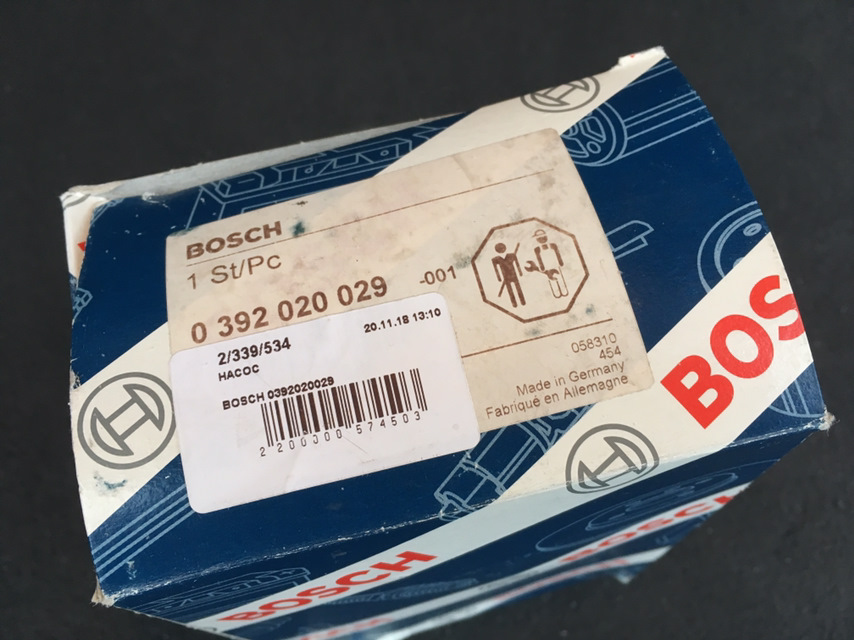 BOSCH
1 St/Pc
0 392 020 029 -001
20.11.18 13:10
2/339/534
HACOC
BOSCH 0392020029
2 200000 574503
058310
454
Made in Germany
Fabriqué en Allemagne
BOS
BOSCH
BOSCH